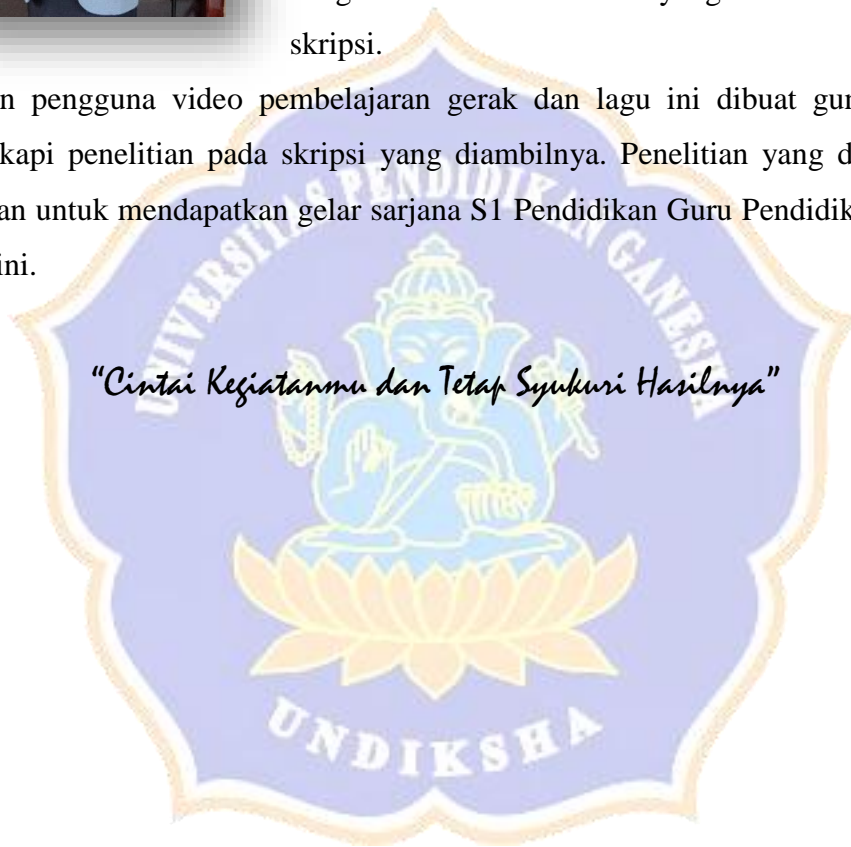 skripsi.
n pengguna video pembelajaran gerak dan lagu ini dibuat gun
kapi penelitian pada skripsi yang diambilnya. Penelitian yang d
an untuk mendapatkan gelar sarjana S1 Pendidikan Guru Pendidik
ini.
UNIVERSITAS PENDIDIKAN GANESHA
“Cintai Kegiatanmu dan Tetap Syukuri Hasilnya”
UNDIKSHA